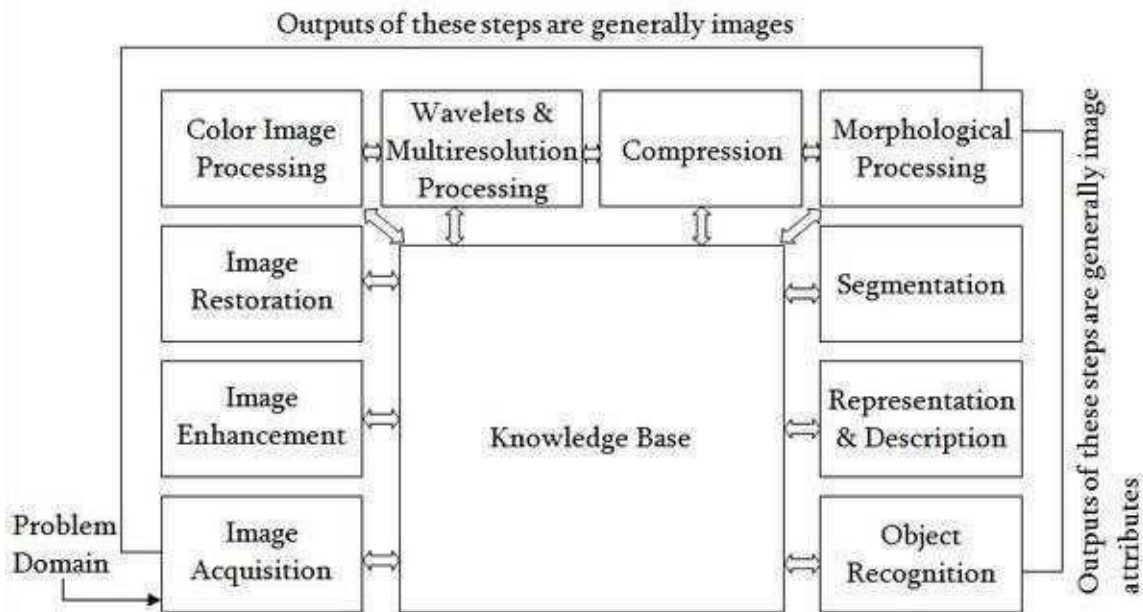 Outputs of these steps are generally images
Color Image
Processing
Wavelets &
Multiresolution
Processing
Compression
Morphological
Processing
Image
Restoration
Segmentation
Image
Enhancement
Knowledge Base
Representation
& Description
Problem
Domain
Image
Acquisition
Object
Recognition
Outputs of these steps are generally image
attributes